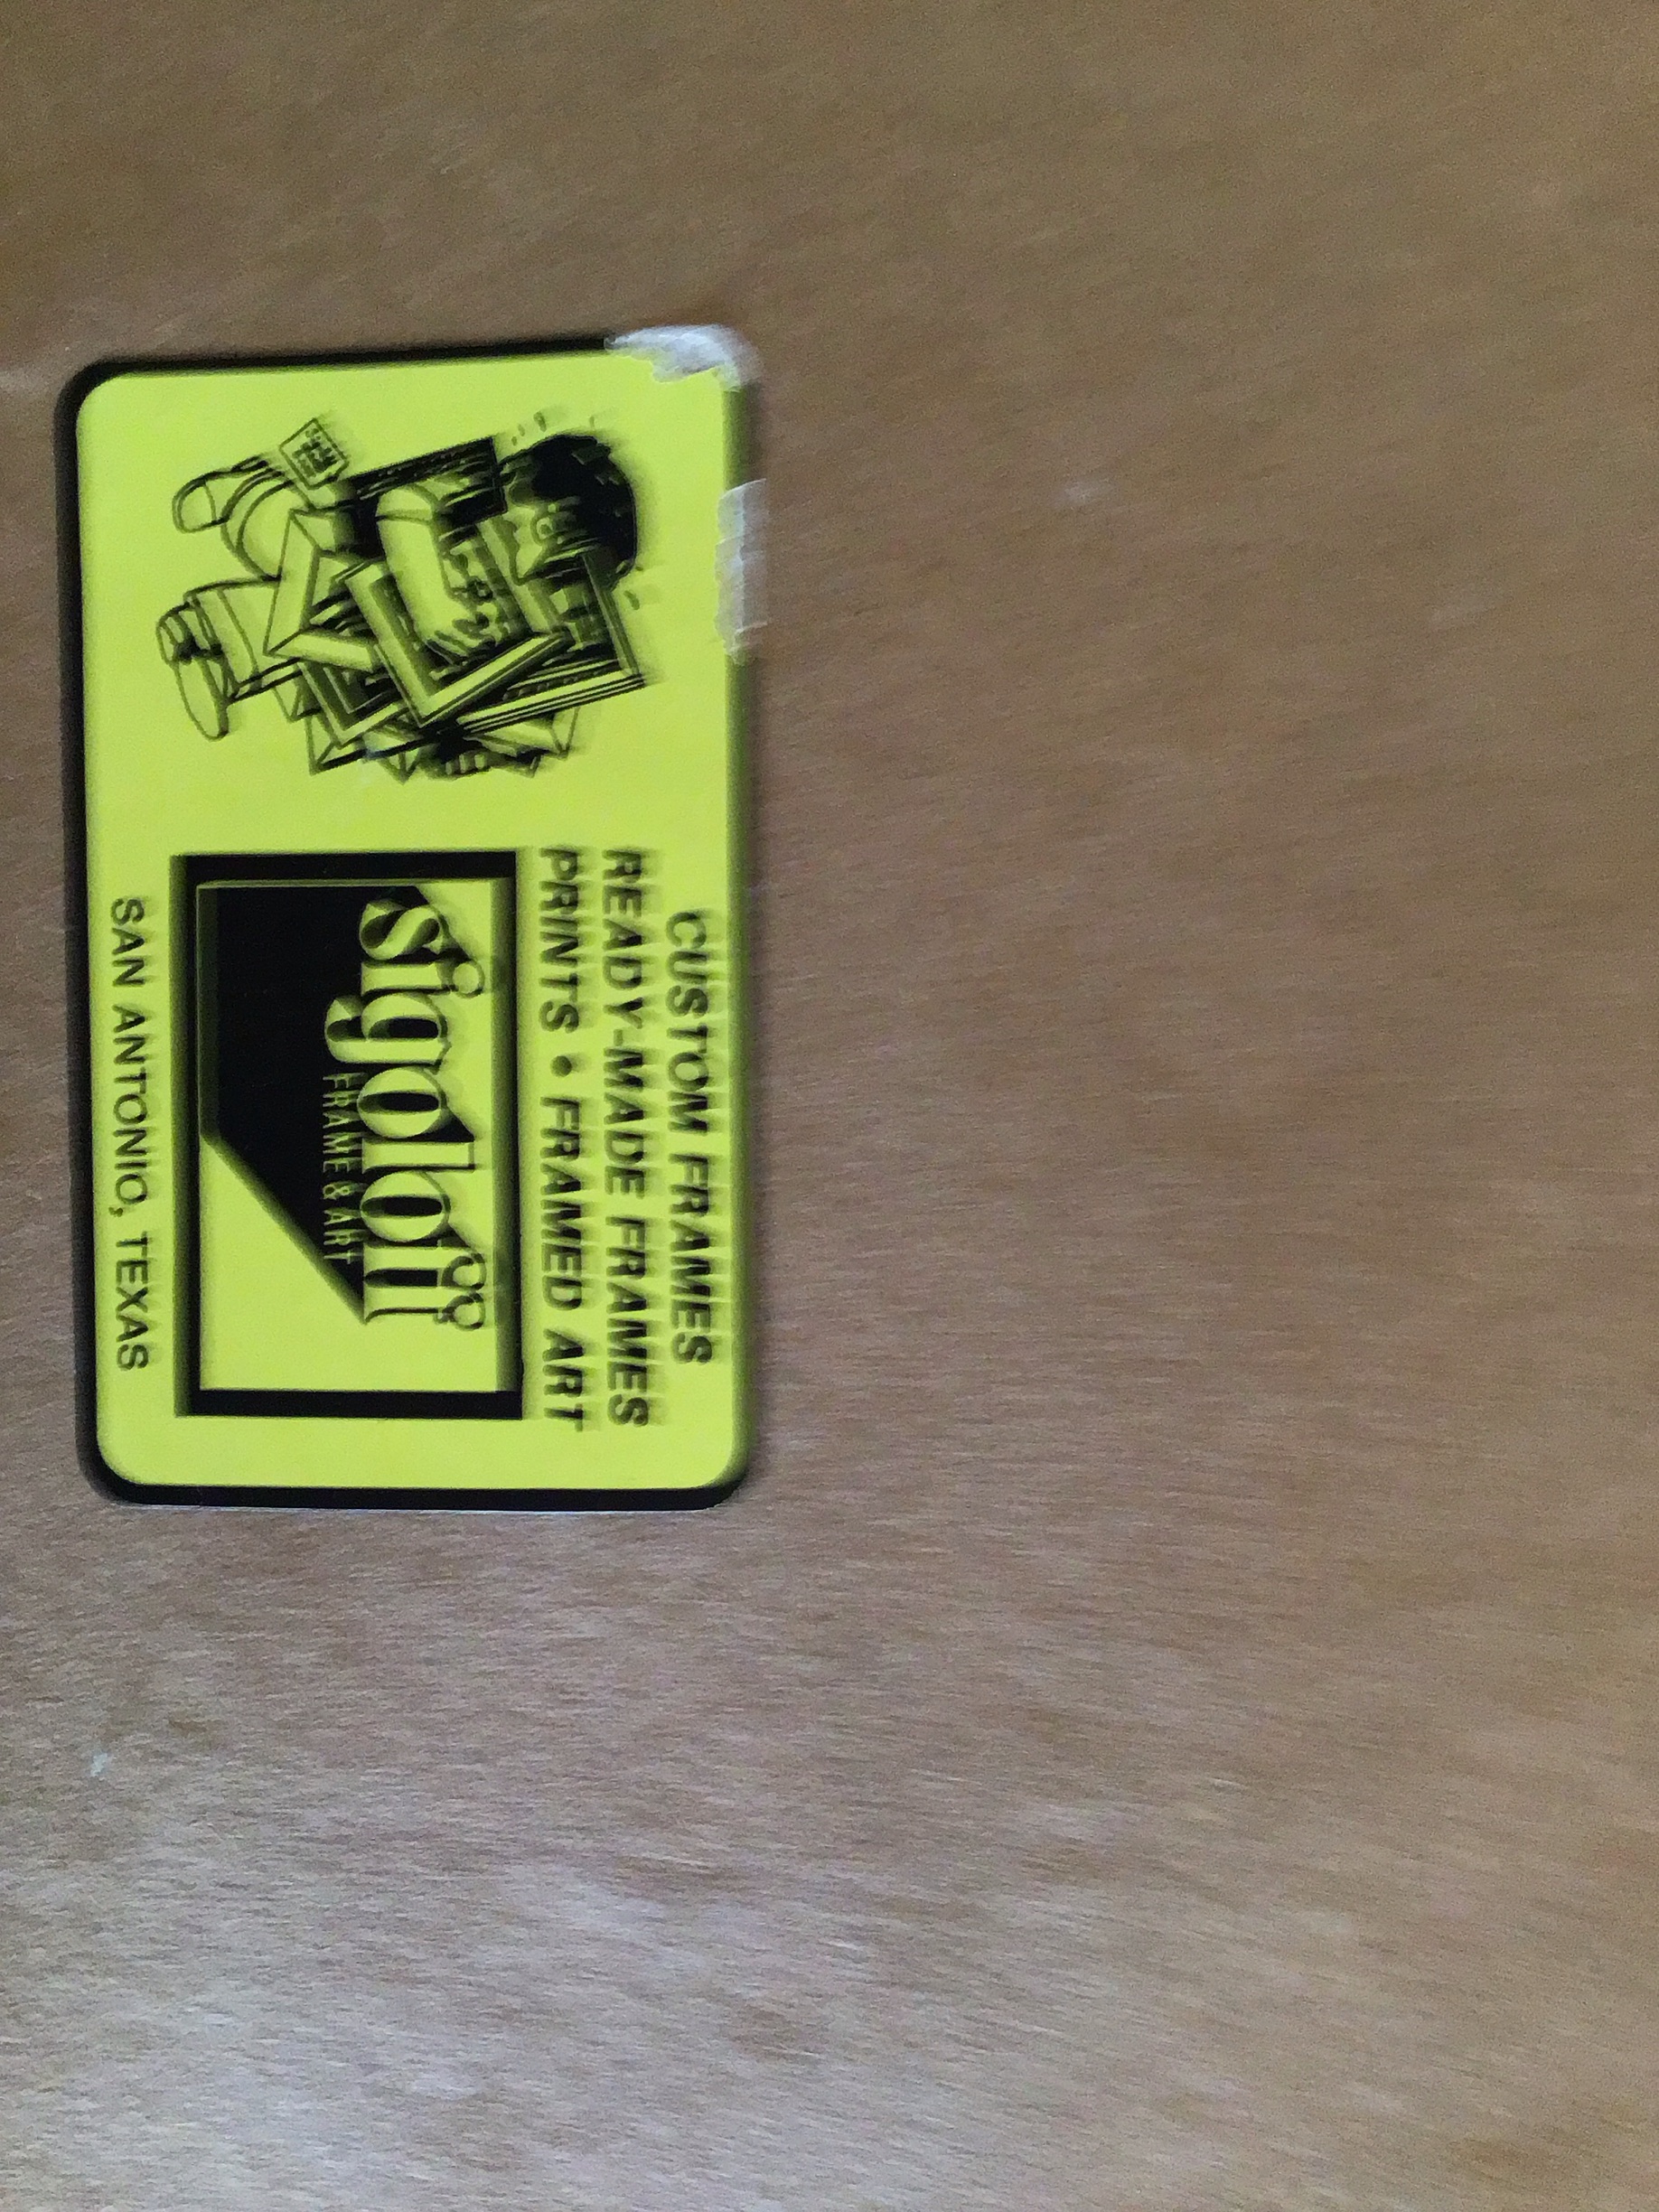 CUSTOM FRAMES
READY-MADE FRAMES
PRINTS • FRAMED ART
sigoloff
FRAME & ART
SAN ANTONIO, TEXAS